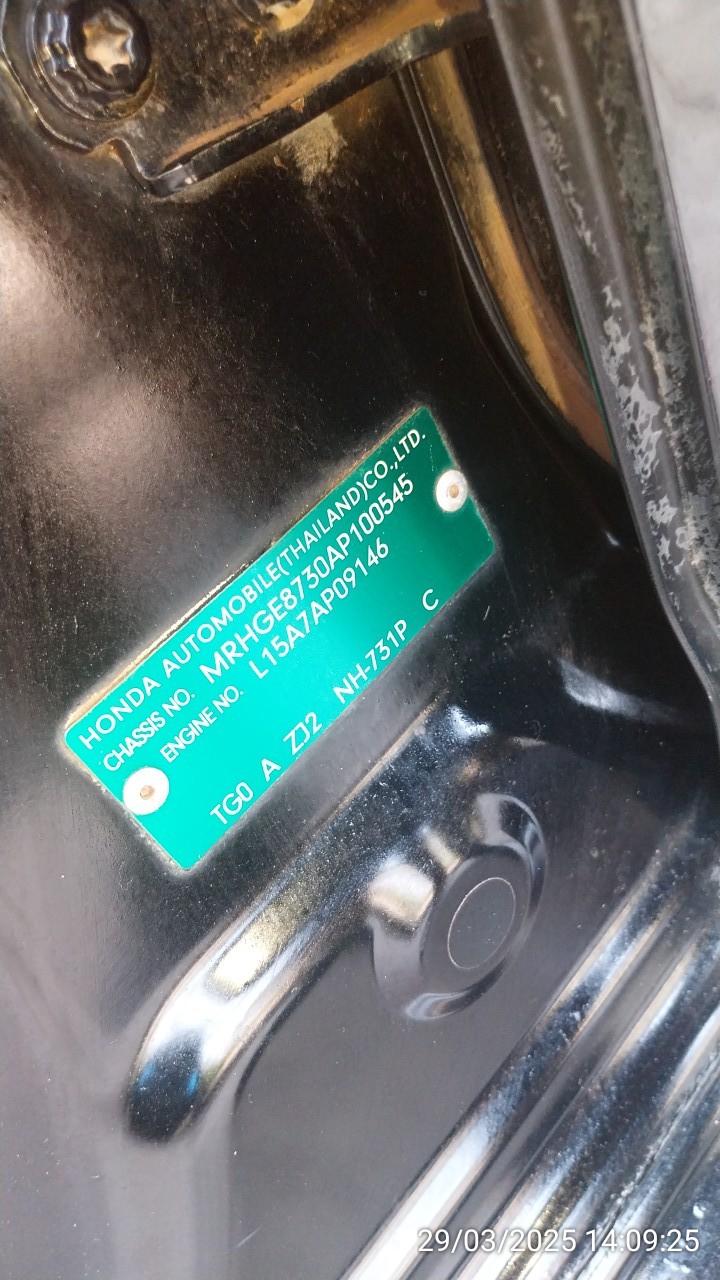 HONDA AUTOMOBILE(THAILAND)CO.,LTD.
CHASSIS NO. MRHGE8730AP100545
ENGINE NO. L15A7AP09146
TG0 A ZJ2 NH-731P C
29/03/2025 14:09:25